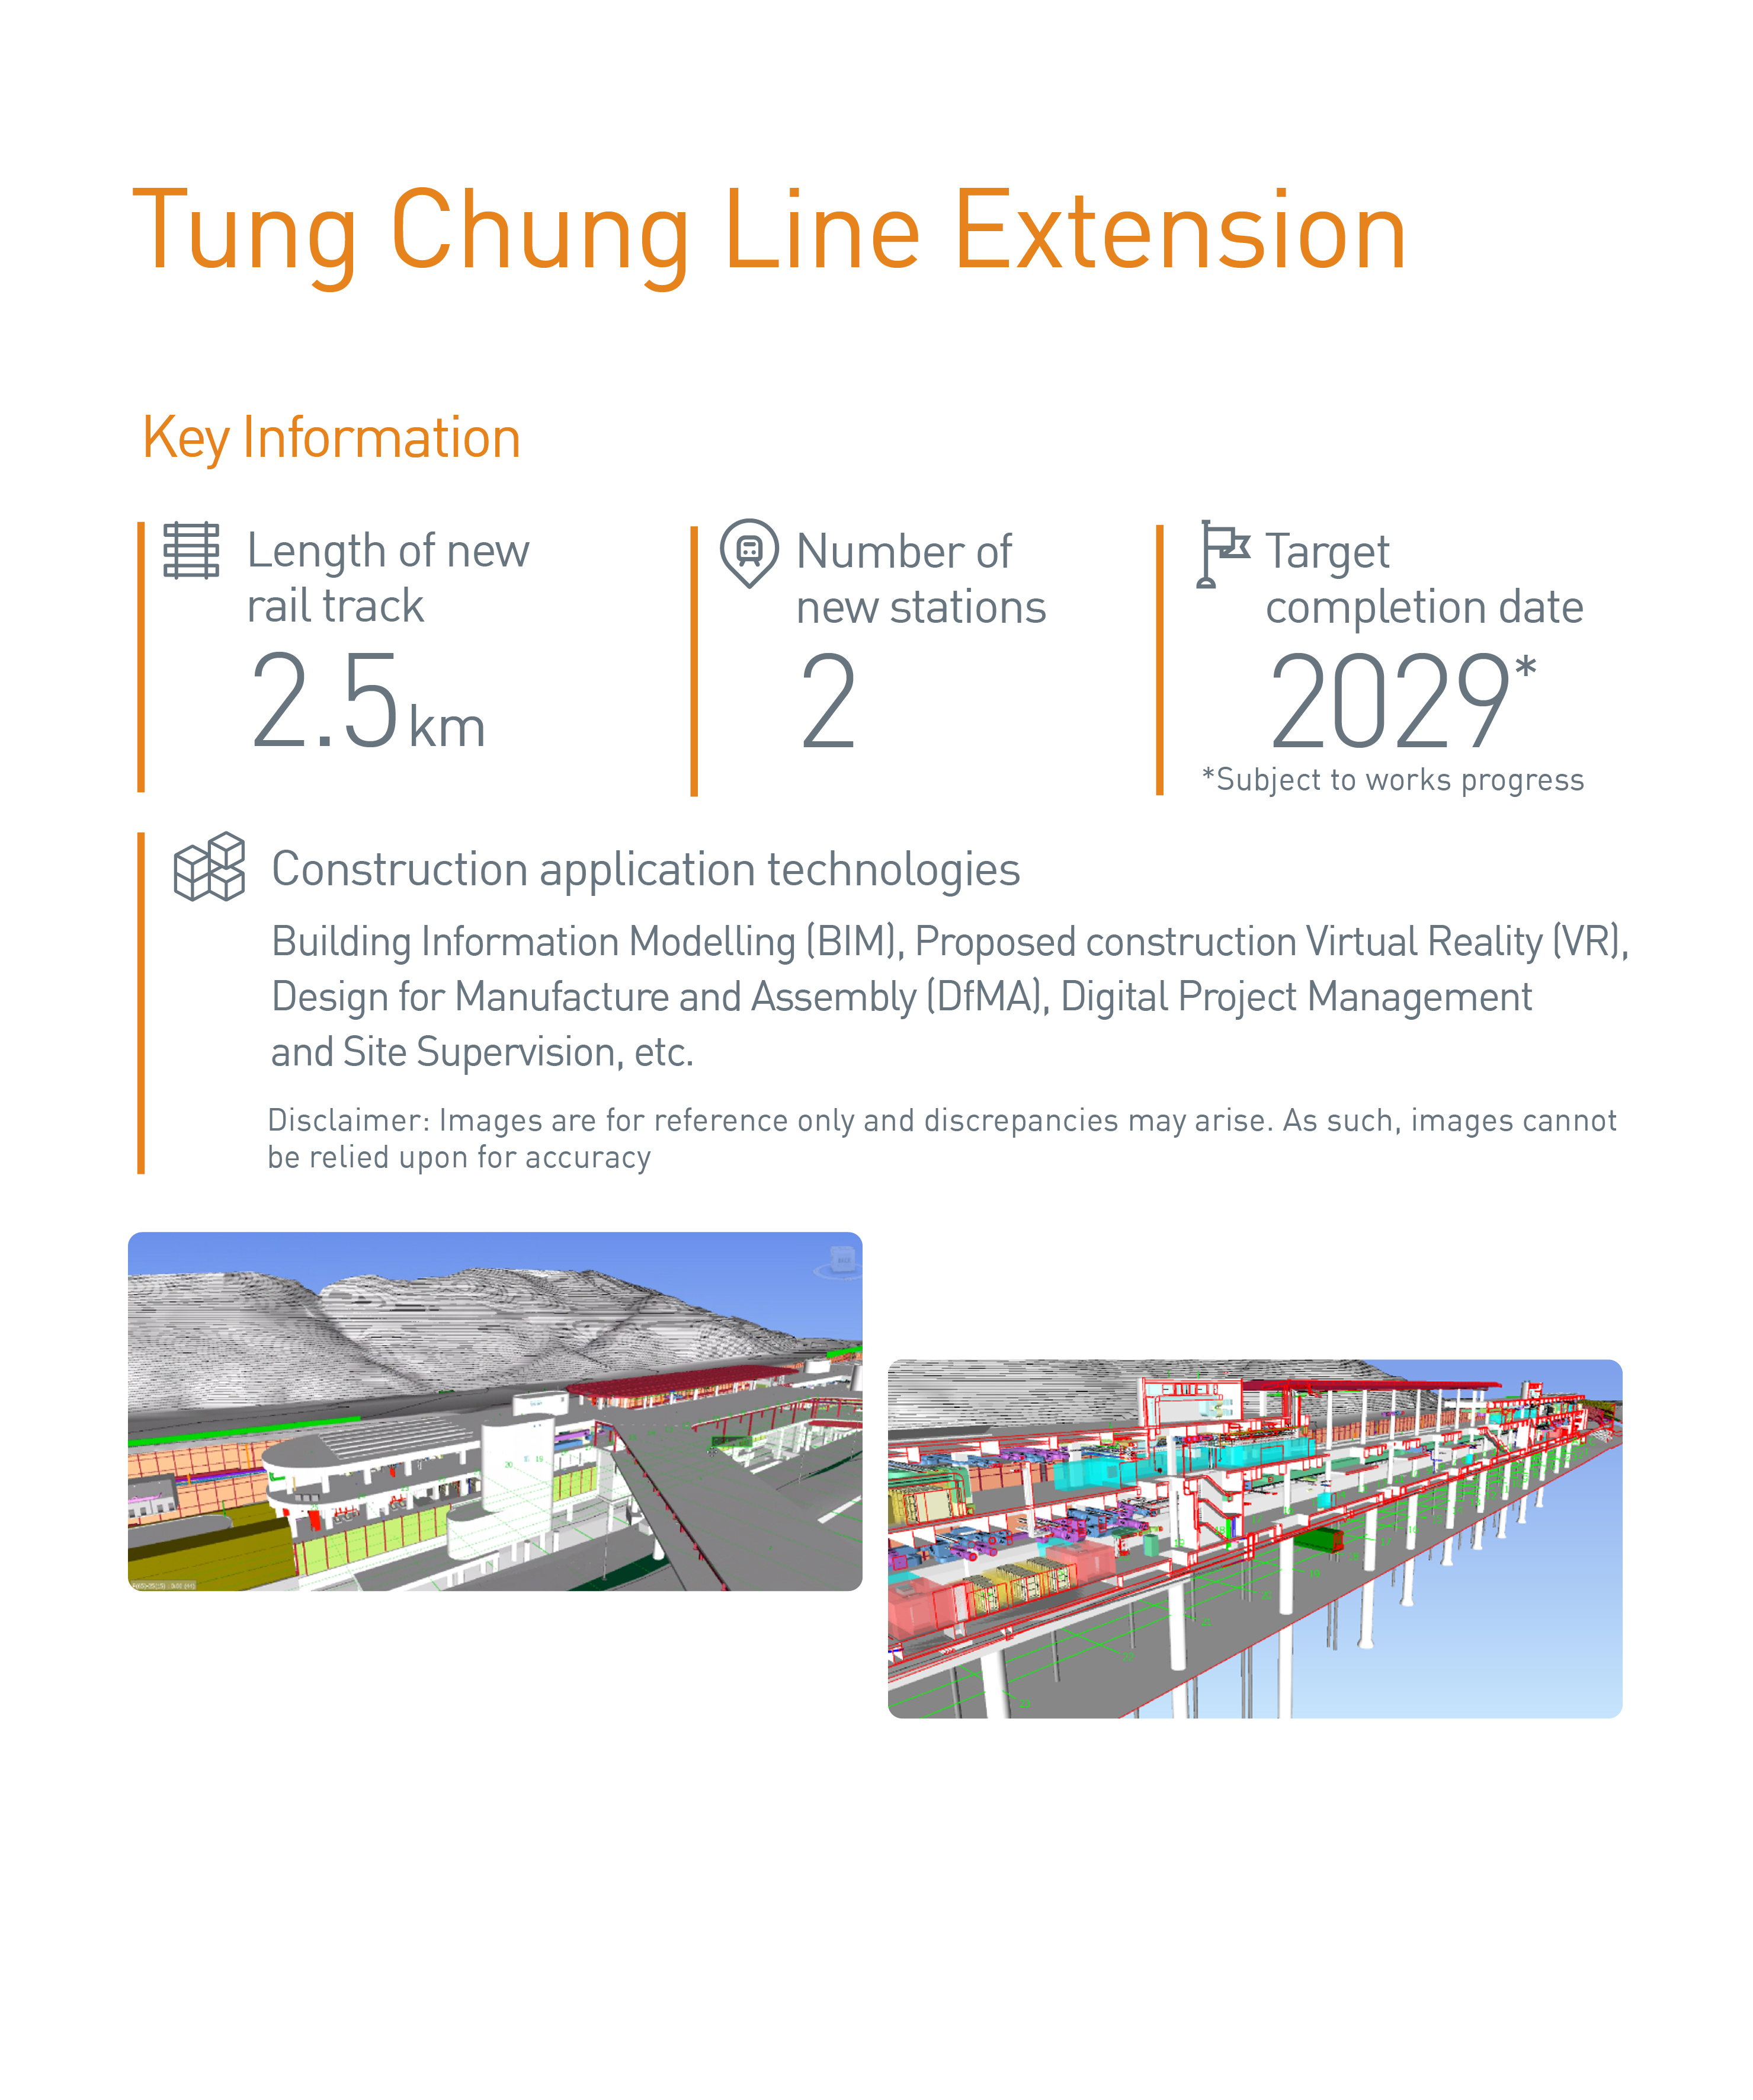 Tung Chung Line Extension
Key Information
Length of new
rail track
2.5 km
Number of
new stations
2
Target
completion date
2029*
*Subject to works progress
Construction application technologies
Building Information Modelling (BIM), Proposed construction Virtual Reality (VR),
Design for Manufacture and Assembly (DfMA), Digital Project Management
and Site Supervision, etc.
Disclaimer: Images are for reference only and discrepancies may arise. As such, images cannot
be relied upon for accuracy